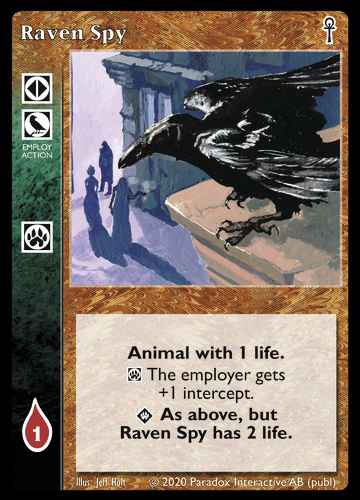 Raven Spy
EMPLOY
ACTION
Animal with 1 life.
The employer gets
+1 intercept.
As above, but
Raven Spy has 2 life.
1
Illus: Jeff Holt
© 2020 Paradox Interactive AB (publ)